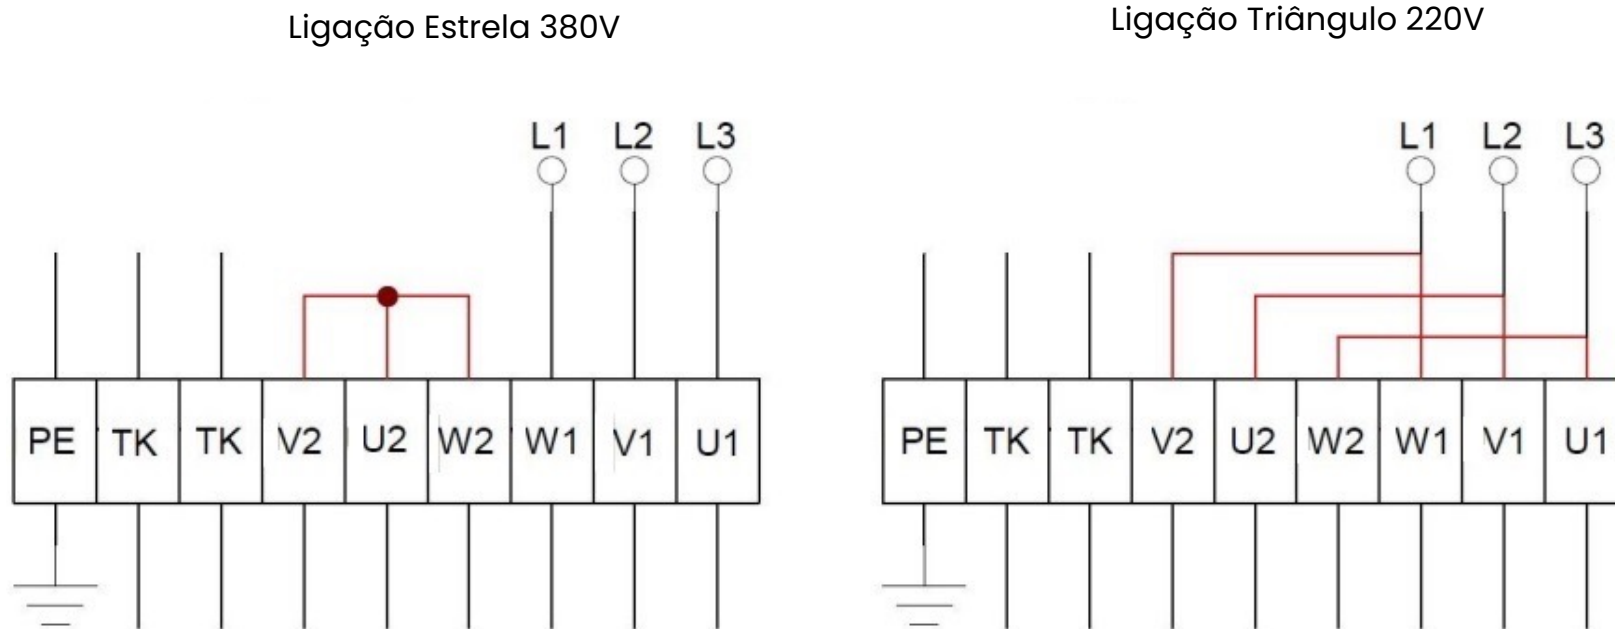 Ligação Estrela 380V
L1 L2 L3
PE TK TK V2 U2 W2 W1 V1 U1
Ligação Triângulo 220V
L1 L2 L3
PE TK TK V2 U2 W2 W1 V1 U1